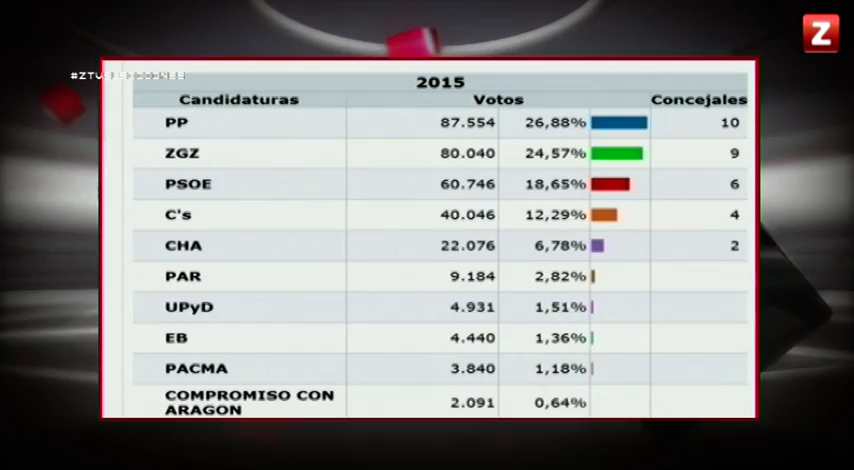 Z
#ZTV
2015
Candidaturas Votos Concejales
PP 87.554 26,88% 10
ZGZ 80.040 24,57% 9
PSOE 60.746 18,65% 6
C's 40.046 12,29% 4
CHA 22.076 6,78% 2
PAR 9.184 2,82%
UPyD 4.931 1,51%
EB 4.440 1,36%
PACMA 3.840 1,18%
COMPROMISO CON
ARAGON 2.091 0,64%